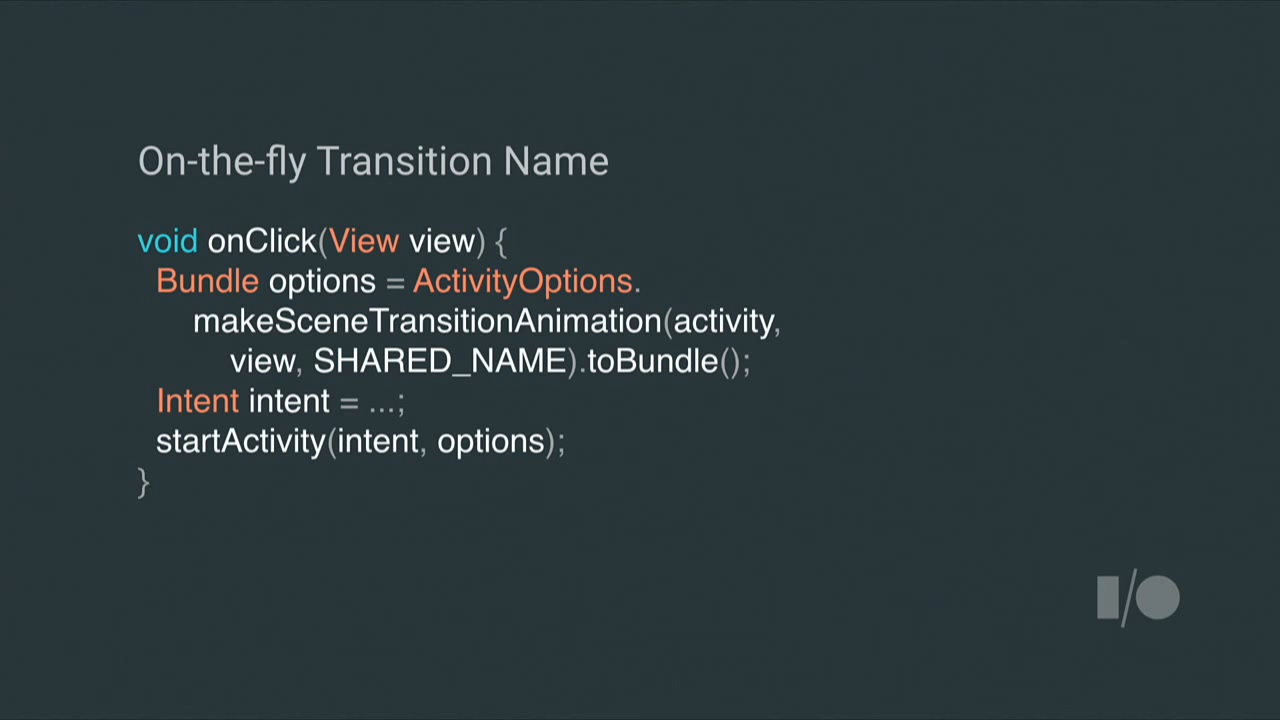 On-the-fly Transition Name
void onClick(View view) {
Bundle options = ActivityOptions.
makeSceneTransitionAnimation(activity,
view, SHARED_NAME).toBundle();
Intent intent = ...;
startActivity(intent, options);
}
I/O